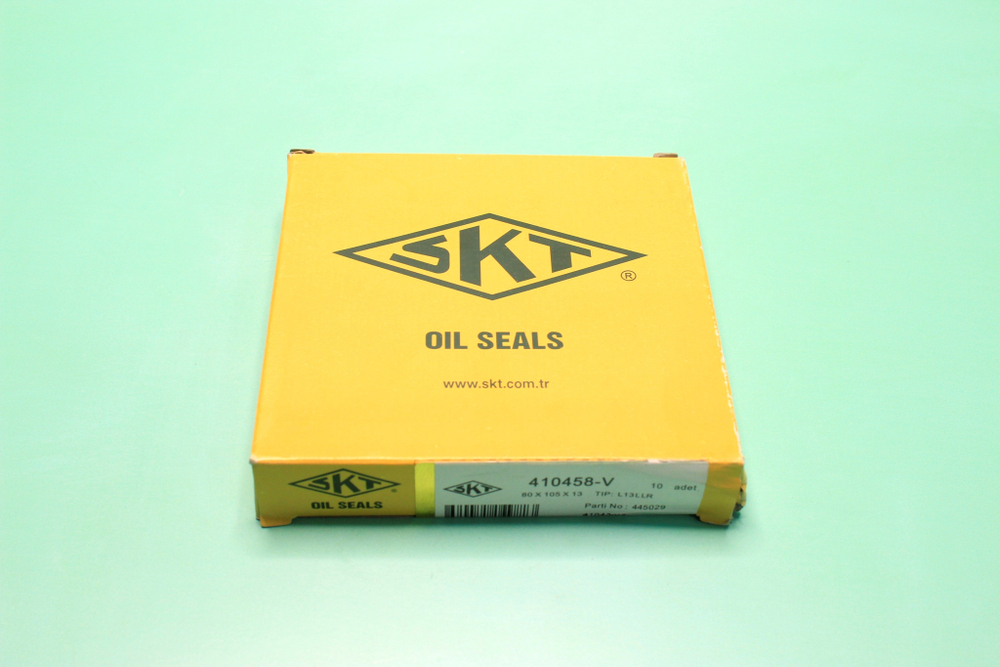 SKT
®
OIL SEALS
www.skt.com.tr
SKT
®
OIL SEALS
SKT
410458-V
10 adet
80 X 105 X 13 TIP: L13LLR
Parti No : 445029